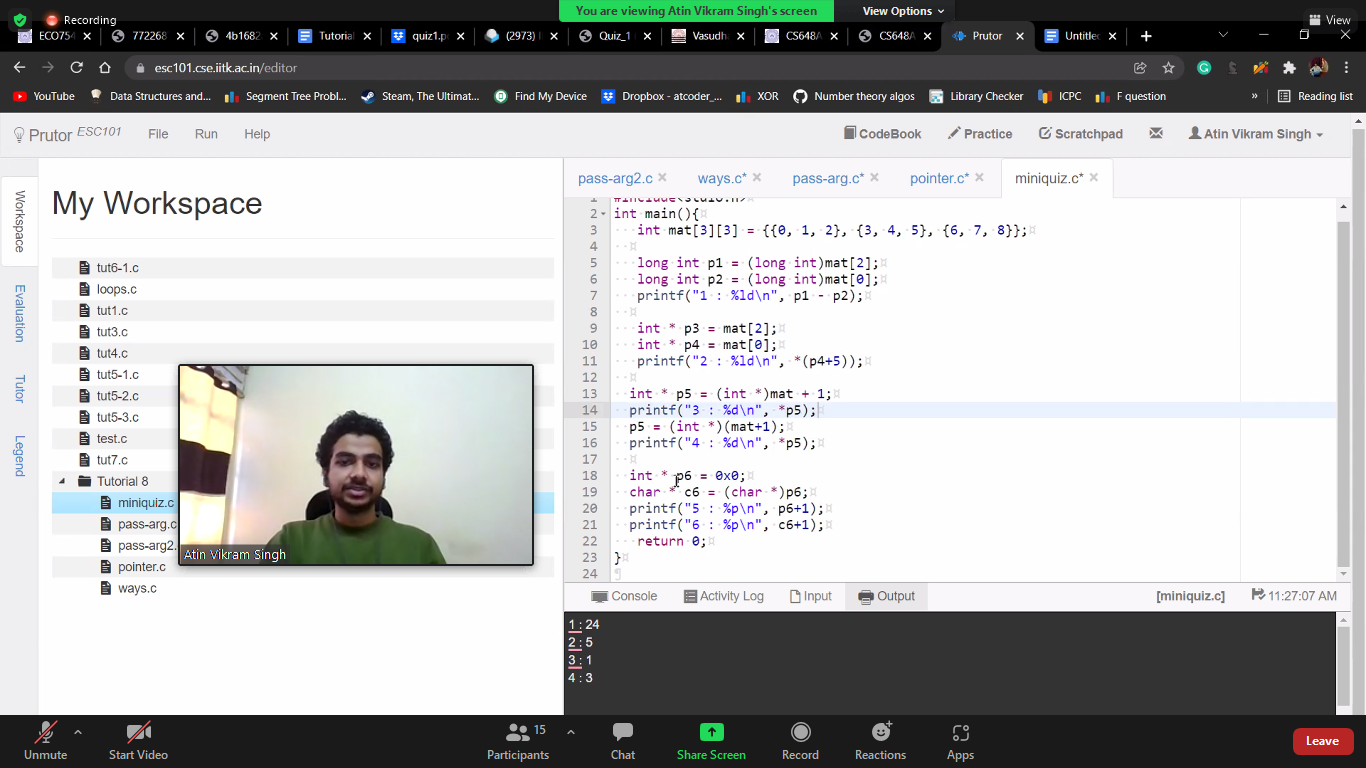 Recording
You are viewing Atin Vikram Singh's screen
View Options
View
ECO754
772268
4b1682
Tutorial
quiz1.p
(2973)
Quiz_1
Vasudh
CS648A
CS648A
Prutor
Untitle
esc101.cse.iitk.ac.in/editor
YouTube
Data Structures and...
Segment Tree Probl...
Steam, The Ultimat...
Find My Device
Dropbox - atcoder_...
XOR
Number theory algos
Library Checker
ICPC
F question
»
Reading list
Prutor ESC101
File
Run
Help
CodeBook
Practice
Scratchpad
Atin Vikram Singh
Workspace
Evaluation
Tutor
Legend
My Workspace
tut6-1.c
loops.c
tut1.c
tut3.c
tut4.c
tut5-1.c
tut5-2.c
tut5-3.c
test.c
tut7.c
Tutorial 8
miniquiz.c
pass-arg.c
pass-arg2.
pointer.c
ways.c
Atin Vikram Singh
pass-arg2.c
ways.c*
pass-arg.c*
pointer.c*
miniquiz.c*
1 #include<stdio.h>
2 int main(){
3 int mat[3][3] = {{0, 1, 2}, {3, 4, 5}, {6, 7, 8}};
4
5 long int p1 = (long int)mat[2];
6 long int p2 = (long int)mat[0];
7 printf("1 : %ld\n", p1 - p2);
8
9 int * p3 = mat[2];
10 int * p4 = mat[0];
11 printf("2 : %ld\n", *(p4+5));
12
13 int * p5 = (int *)mat + 1;
14 printf("3 : %d\n", *p5);
15 p5 = (int *)(mat+1);
16 printf("4 : %d\n", *p5);
17
18 int * p6 = 0x0;
19 char * c6 = (char *)p6;
20 printf("5 : %p\n", p6+1);
21 printf("6 : %p\n", c6+1);
22 return 0;
23 }
24
Console
Activity Log
Input
Output
[miniquiz.c]
11:27:07 AM
1 : 24
2 : 5
3 : 1
4 : 3
Unmute
Start Video
Participants
15
Chat
Share Screen
Record
Reactions
Apps
Leave